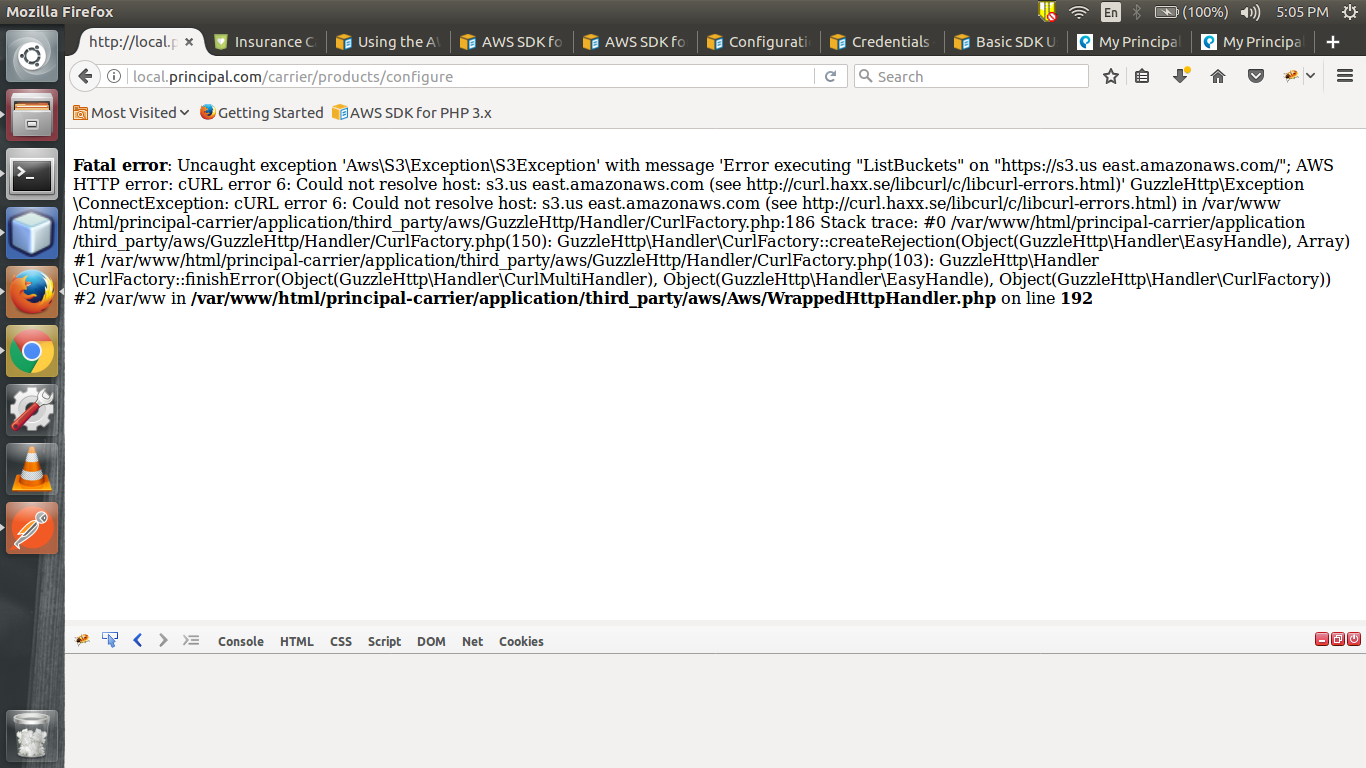 Mozilla Firefox
En
(100%)
5:05 PM
http://local.p
Insurance C
Using the A
AWS SDK fo
AWS SDK fo
Configurati
Credentials
Basic SDK U
My Principal
My Principal
local.principal.com/carrier/products/configure
Search
Most Visited
Getting Started
AWS SDK for PHP 3.x
Fatal error: Uncaught exception 'Aws\S3\Exception\S3Exception' with message 'Error executing "ListBuckets" on "https://s3.us east.amazonaws.com/"; AWS
HTTP error: cURL error 6: Could not resolve host: s3.us east.amazonaws.com (see http://curl.haxx.se/libcurl/c/libcurl-errors.html)' GuzzleHttp\Exception
\ConnectException: cURL error 6: Could not resolve host: s3.us east.amazonaws.com (see http://curl.haxx.se/libcurl/c/libcurl-errors.html) in /var/www
/html/principal-carrier/application/third_party/aws/GuzzleHttp/Handler/CurlFactory.php:186 Stack trace: #0 /var/www/html/principal-carrier/application
/third_party/aws/GuzzleHttp/Handler/CurlFactory.php(150): GuzzleHttp\Handler\CurlFactory::createRejection(Object(GuzzleHttp\Handler\EasyHandle), Array)
#1 /var/www/html/principal-carrier/application/third_party/aws/GuzzleHttp/Handler/CurlFactory.php(103): GuzzleHttp\Handler
\CurlFactory::finishError(Object(GuzzleHttp\Handler\CurlMultiHandler), Object(GuzzleHttp\Handler\EasyHandle), Object(GuzzleHttp\Handler\CurlFactory))
#2 /var/ww in /var/www/html/principal-carrier/application/third_party/aws/Aws/WrappedHttpHandler.php on line 192
Console
HTML
CSS
Script
DOM
Net
Cookies